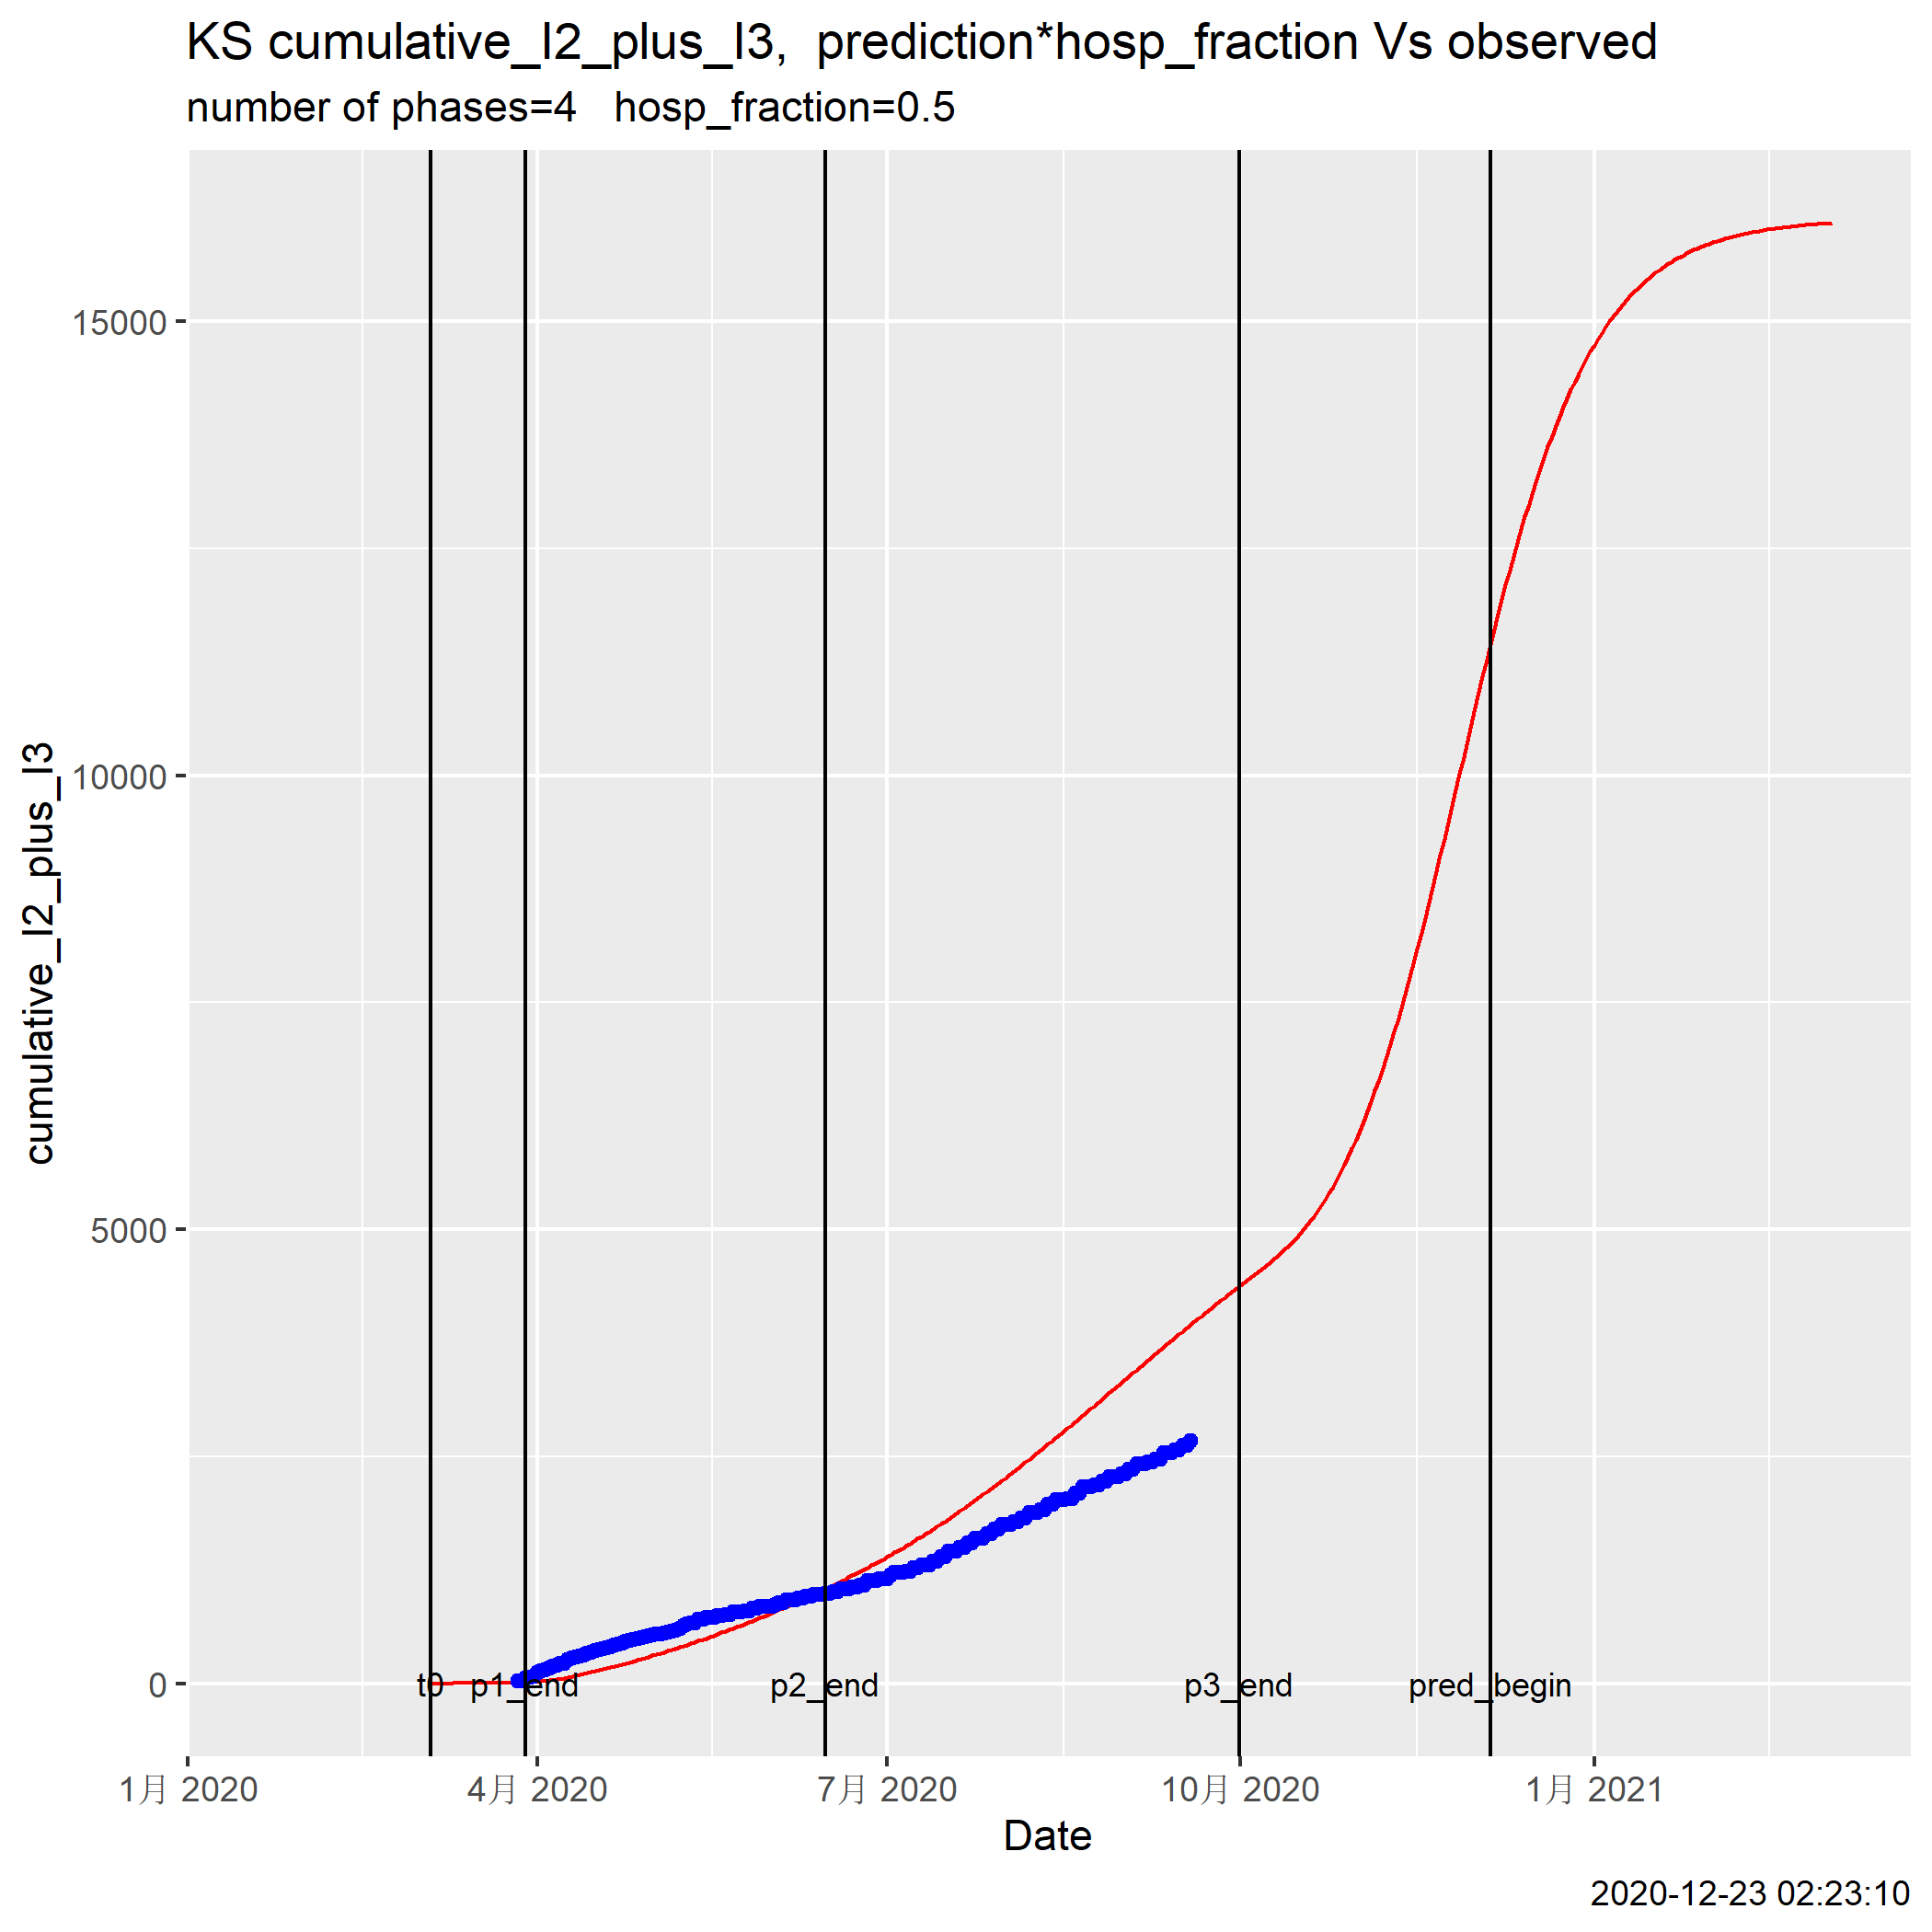 KS cumulative_I2_plus_I3,  prediction*hosp_fraction Vs observed
number of phases=4   hosp_fraction=0.5
cumulative_I2_plus_I3
15000
10000
5000
0
t0 p1_end p2_end p3_end pred_begin
1月 2020 4月 2020 7月 2020 10月 2020 1月 2021
Date
2020-12-23 02:23:10